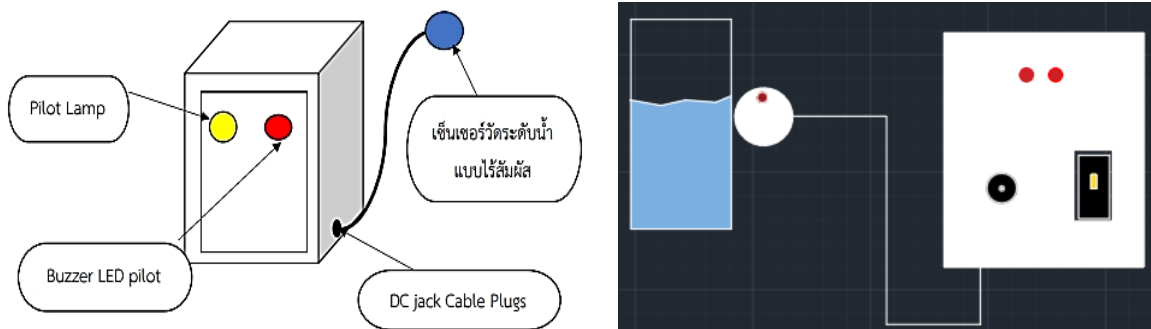 Pilot Lamp
เซ็นเซอร์วัดระดับน้ำ
แบบไร้สัมผัส
Buzzer LED pilot
DC jack Cable Plugs